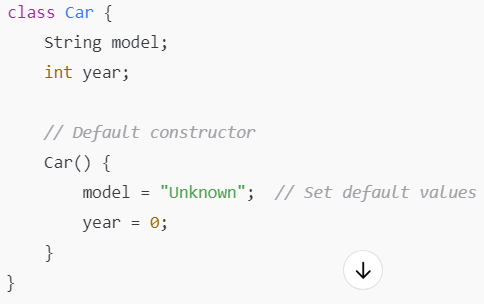 class Car {
    String model;
    int year;

    // Default constructor
    Car() {
        model = "Unknown";  // Set default values
        year = 0;
    }
}